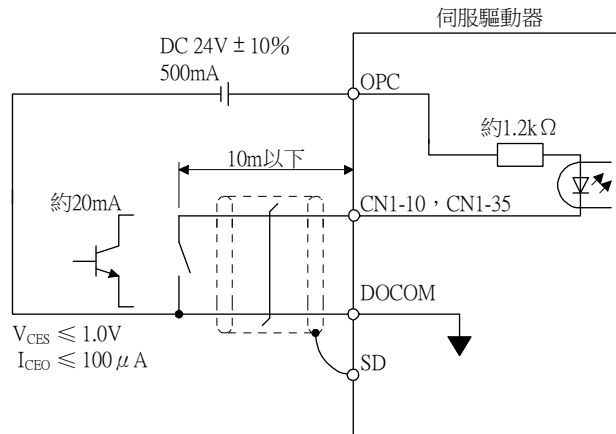 伺服驅動器
DC 24V ± 10%
500mA
OPC
約1.2kΩ
10m以下
約20mA
CN1-10，CN1-35
DOCOM
V_CES ≤ 1.0V
I_CEO ≤ 100 μ A
SD